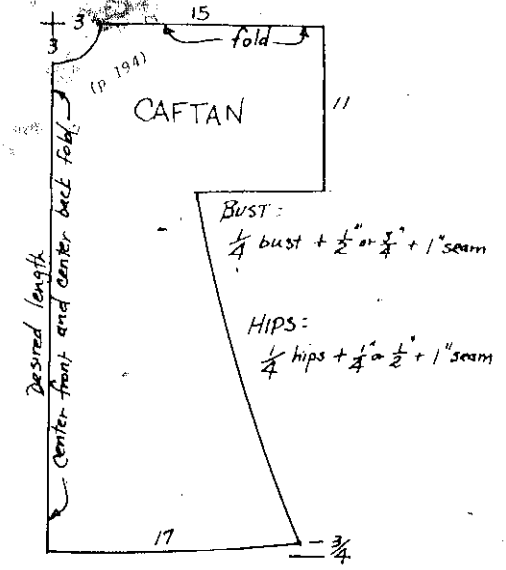 3
15
3
fold
(p 194)
CAFTAN
11
Desired length
Center front and center back fold
BUST:
1/4 bust + 1/2" or 3/4" + 1" seam
HIPS:
1/4 hips + 1/4" or 1/2" + 1" seam
17
3/4